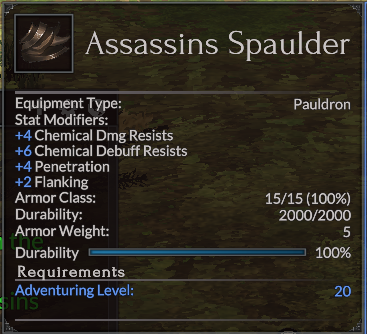 Assassins Spaulder
Equipment Type: Pauldron
Stat Modifiers:
+4 Chemical Dmg Resists
+6 Chemical Debuff Resists
+4 Penetration
+2 Flanking
Armor Class: 15/15 (100%)
Durability: 2000/2000
Armor Weight: 5
Durability 100%
Requirements
Adventuring Level: 20